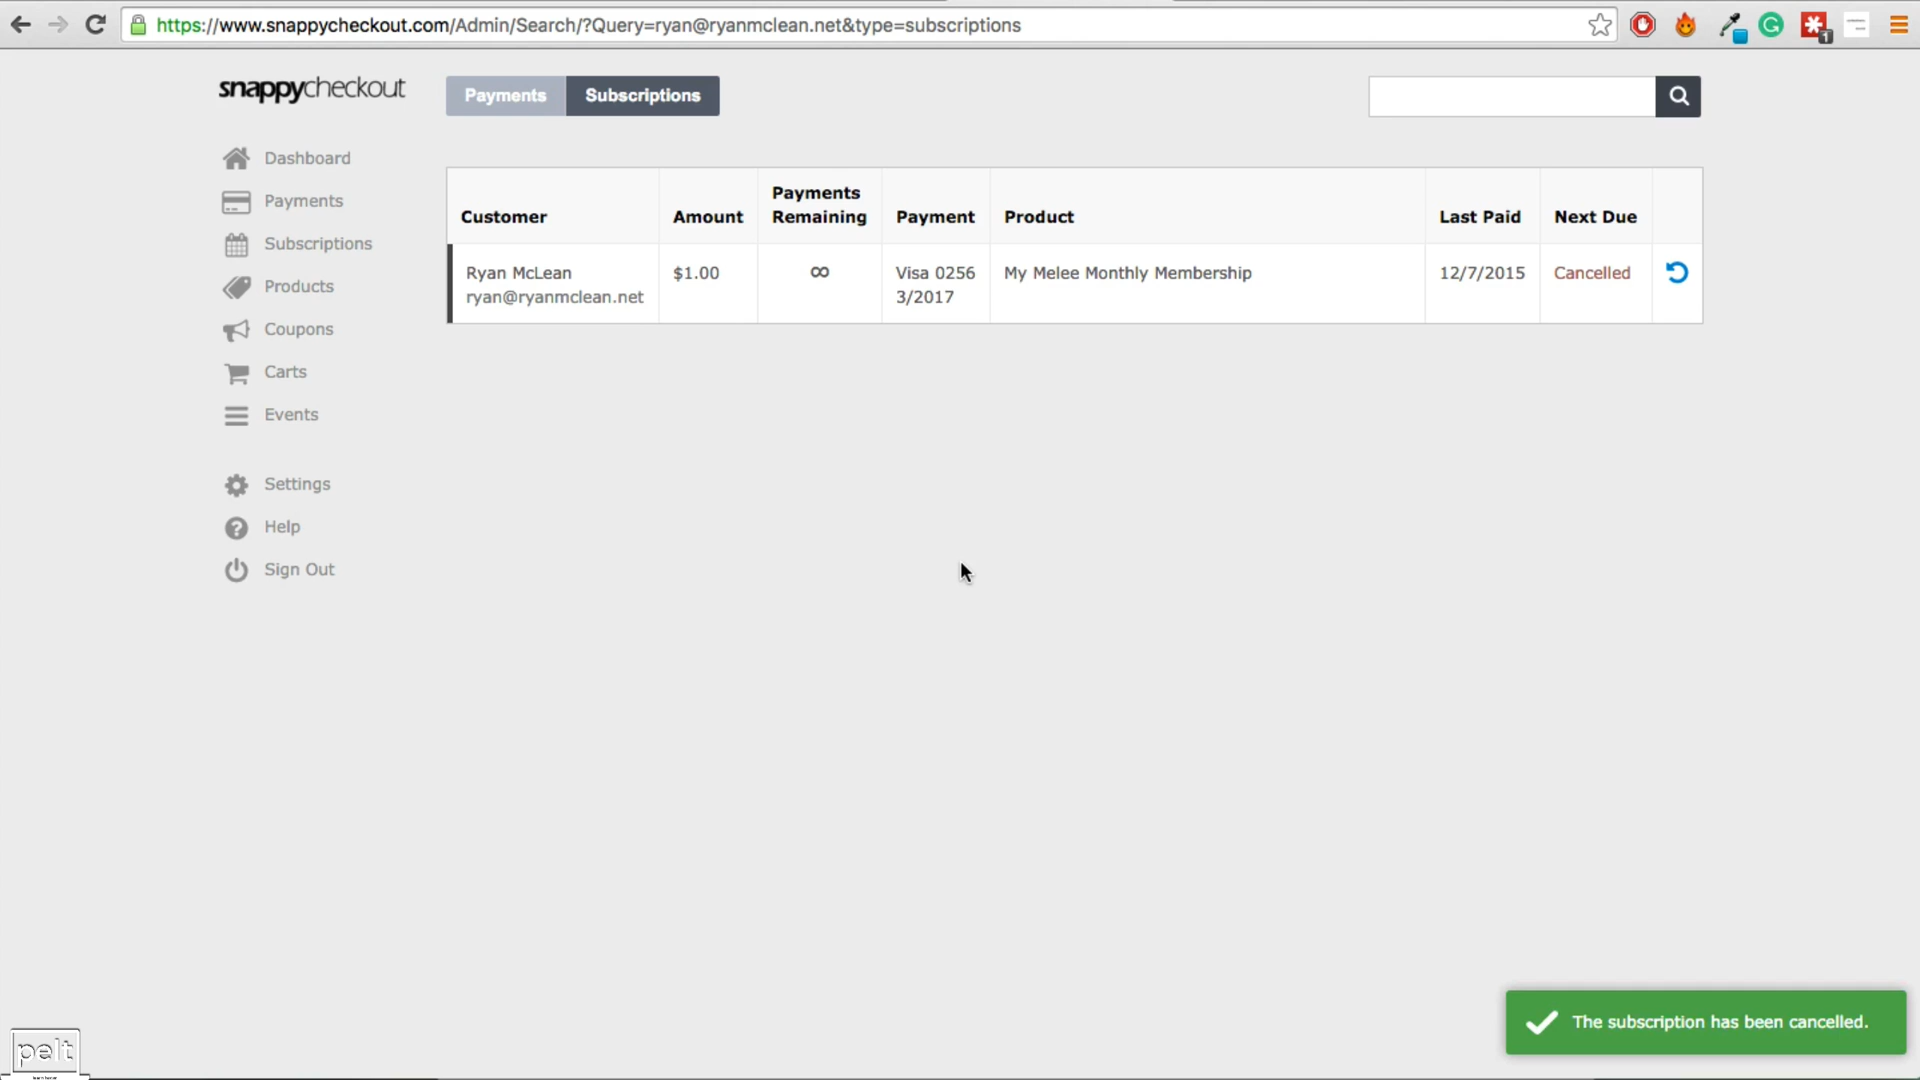 https://www.snappycheckout.com/Admin/Search/?Query=ryan@ryanmclean.net&type=subscriptions
1
snappycheckout
Payments
Subscriptions
Dashboard
Payments
Subscriptions
Products
Coupons
Carts
Events
Settings
Help
Sign Out
Customer
Amount
Payments
Remaining
Payment
Product
Last Paid
Next Due
Ryan McLean
ryan@ryanmclean.net
$1.00
∞
Visa 0256
3/2017
My Melee Monthly Membership
12/7/2015
Cancelled
The subscription has been cancelled.
pelt